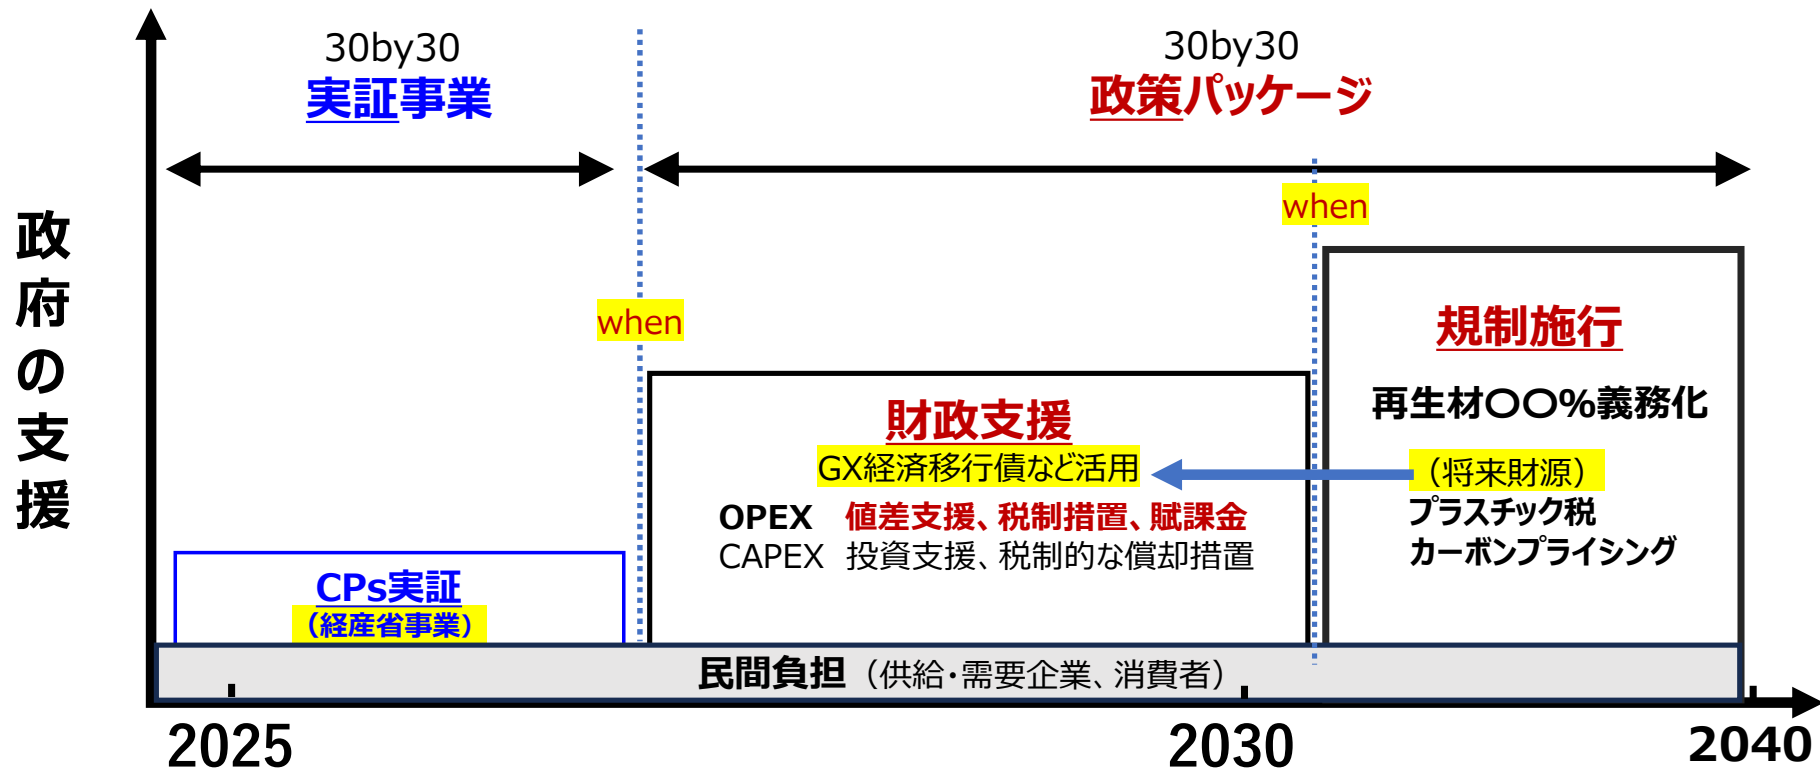 30by30
実証事業
30by30
政策パッケージ
政府の支援
when
when
規制施行
再生材〇〇%義務化
（将来財源）
プラスチック税
カーボンプライシング
財政支援
GX経済移行債など活用
OPEX 値差支援、税制措置、賦課金
CAPEX 投資支援、税制的な償却措置
CPs実証
（経産省事業）
民間負担（供給・需要企業、消費者）
2025
2030
2040